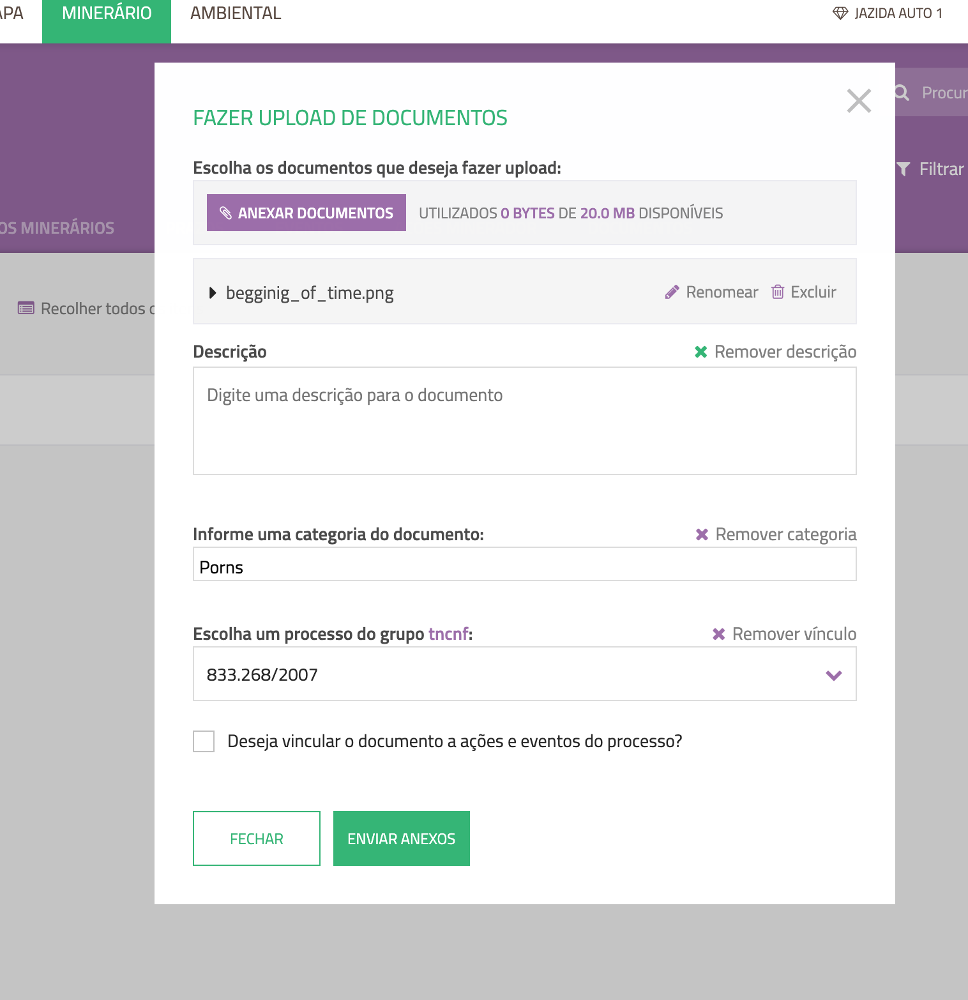 APA MINERÁRIO AMBIENTAL JAZIDA AUTO 1
Procur
FAZER UPLOAD DE DOCUMENTOS
Filtrar
Escolha os documentos que deseja fazer upload:
ANEXAR DOCUMENTOS UTILIZADOS 0 BYTES DE 20.0 MB DISPONÍVEIS
OS MINERÁRIOS
begginig_of_time.png Renomear Excluir
Recolher todos o
Descrição Remover descrição
Digite uma descrição para o documento
Informe uma categoria do documento: Remover categoria
Porns
Escolha um processo do grupo tncnf: Remover vínculo
833.268/2007
Deseja vincular o documento a ações e eventos do processo?
FECHAR ENVIAR ANEXOS